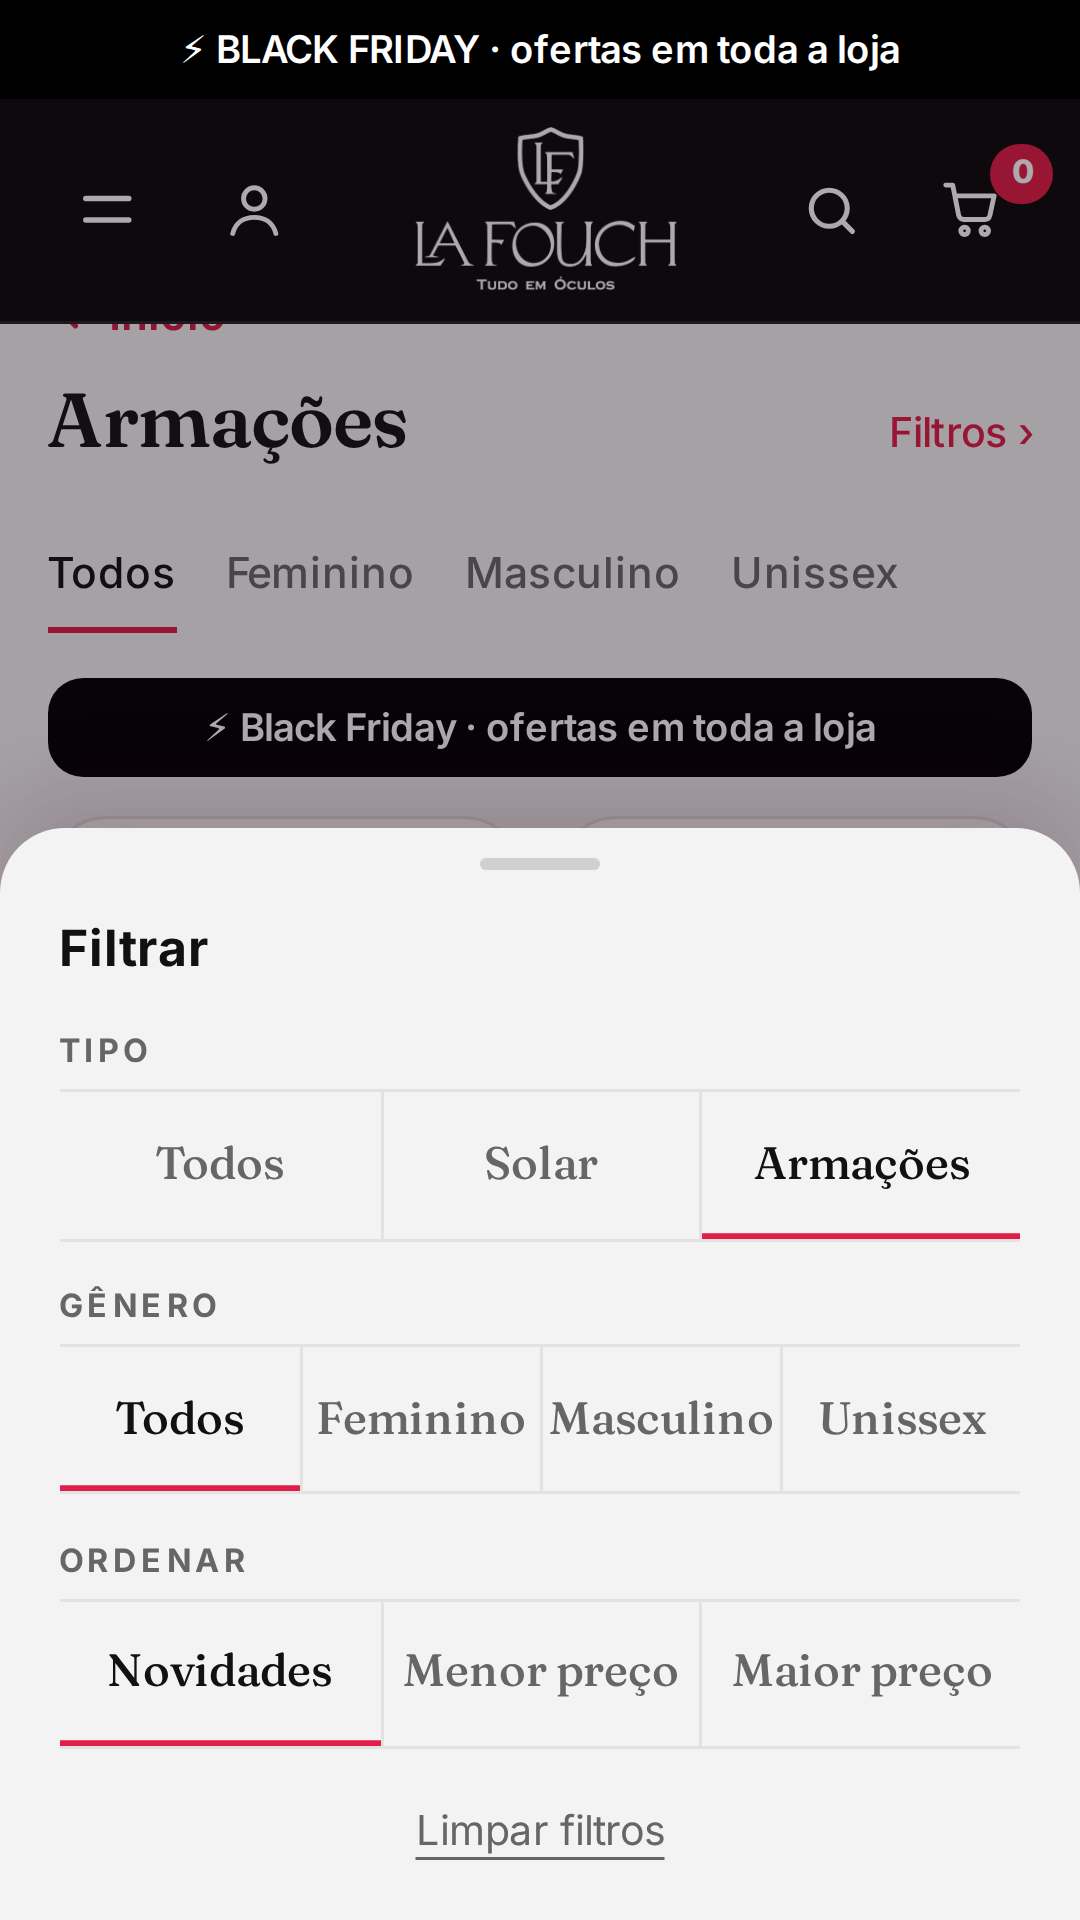 ⚡ BLACK FRIDAY · ofertas em toda a loja
0
LF
LA FOUCH
TUDO EM ÓCULOS
‹ Início
Armações
Filtros ›
Todos Feminino Masculino Unissex
⚡ Black Friday · ofertas em toda a loja
Filtrar
TIPO
Todos Solar Armações
GÊNERO
Todos Feminino Masculino Unissex
ORDENAR
Novidades Menor preço Maior preço
Limpar filtros